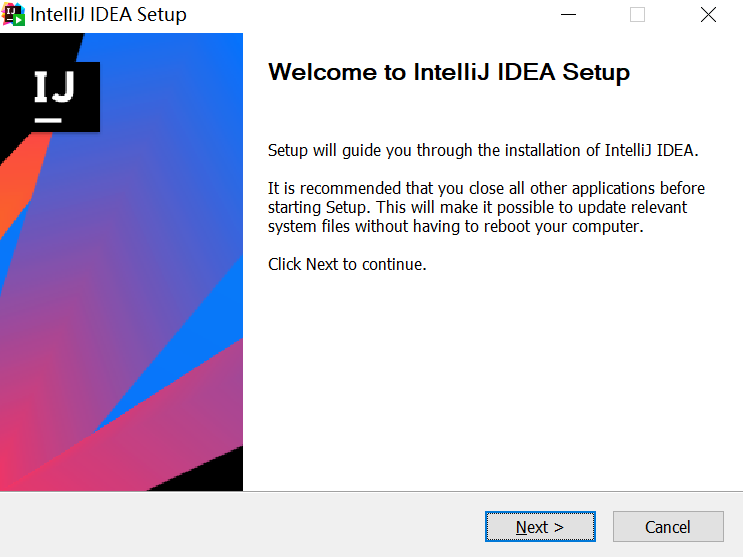 IntelliJ IDEA Setup
IJ
Welcome to IntelliJ IDEA Setup
Setup will guide you through the installation of IntelliJ IDEA.
It is recommended that you close all other applications before
starting Setup. This will make it possible to update relevant
system files without having to reboot your computer.
Click Next to continue.
Next >
Cancel